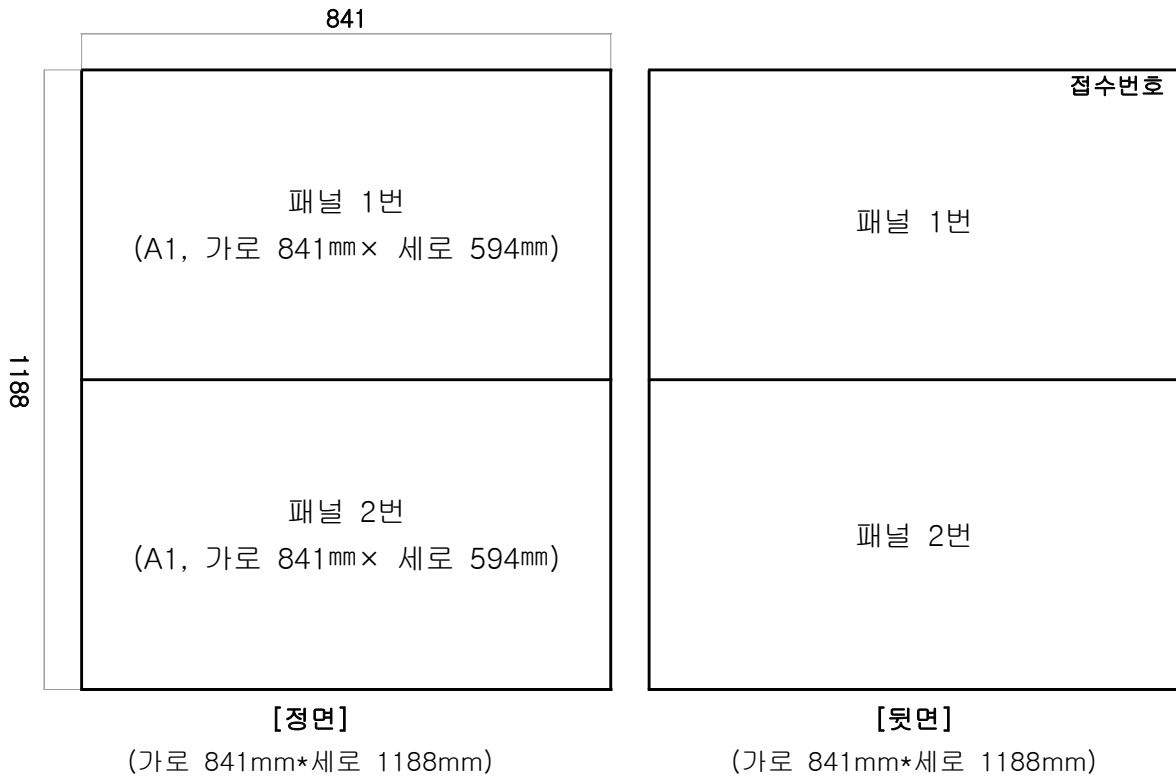 841
1188
패널 1번
(A1, 가로 841㎜× 세로 594㎜)
패널 2번
(A1, 가로 841㎜× 세로 594㎜)
[정면]
(가로 841mm*세로 1188mm)
접수번호
패널 1번
패널 2번
[뒷면]
(가로 841mm*세로 1188mm)